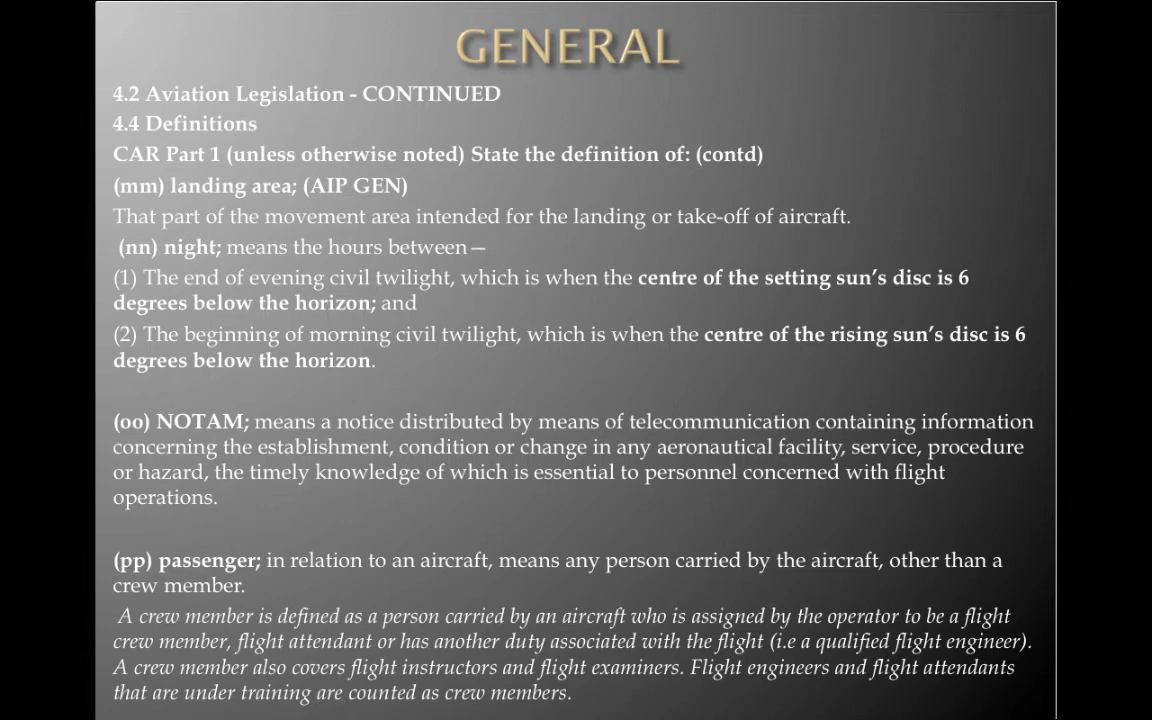 GENERAL
4.2 Aviation Legislation - CONTINUED
4.4 Definitions
CAR Part 1 (unless otherwise noted) State the definition of: (contd)
(mm) landing area; (AIP GEN)
That part of the movement area intended for the landing or take-off of aircraft.
(nn) night; means the hours between—
(1) The end of evening civil twilight, which is when the centre of the setting sun's disc is 6
degrees below the horizon; and
(2) The beginning of morning civil twilight, which is when the centre of the rising sun's disc is 6
degrees below the horizon.
(oo) NOTAM; means a notice distributed by means of telecommunication containing information
concerning the establishment, condition or change in any aeronautical facility, service, procedure
or hazard, the timely knowledge of which is essential to personnel concerned with flight
operations.
(pp) passenger; in relation to an aircraft, means any person carried by the aircraft, other than a
crew member.
A crew member is defined as a person carried by an aircraft who is assigned by the operator to be a flight
crew member, flight attendant or has another duty associated with the flight (i.e a qualified flight engineer).
A crew member also covers flight instructors and flight examiners. Flight engineers and flight attendants
that are under training are counted as crew members.